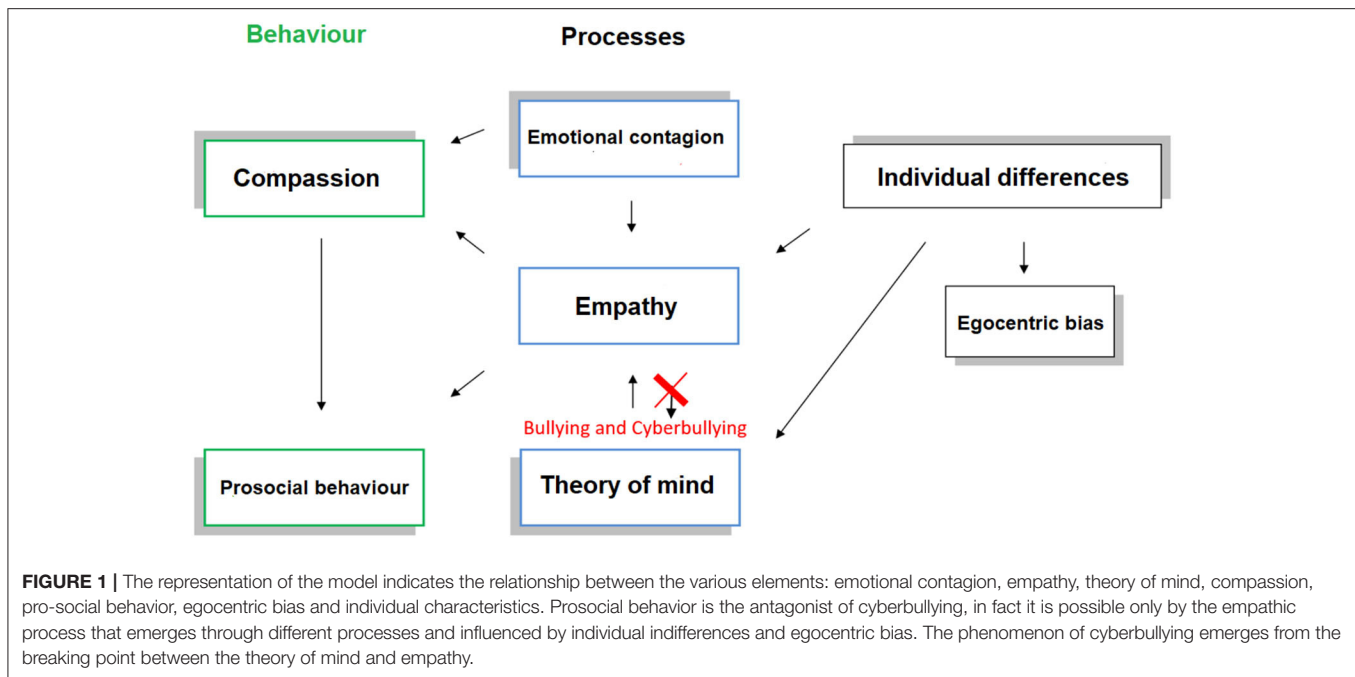 Behaviour
Processes
Emotional contagion
Compassion
Individual differences
Empathy
Egocentric bias
Bullying and Cyberbullying
Prosocial behaviour
Theory of mind
FIGURE 1 | The representation of the model indicates the relationship between the various elements: emotional contagion, empathy, theory of mind, compassion,
pro-social behavior, egocentric bias and individual characteristics. Prosocial behavior is the antagonist of cyberbullying, in fact it is possible only by the empathic
process that emerges through different processes and influenced by individual indifferences and egocentric bias. The phenomenon of cyberbullying emerges from the
breaking point between the theory of mind and empathy.